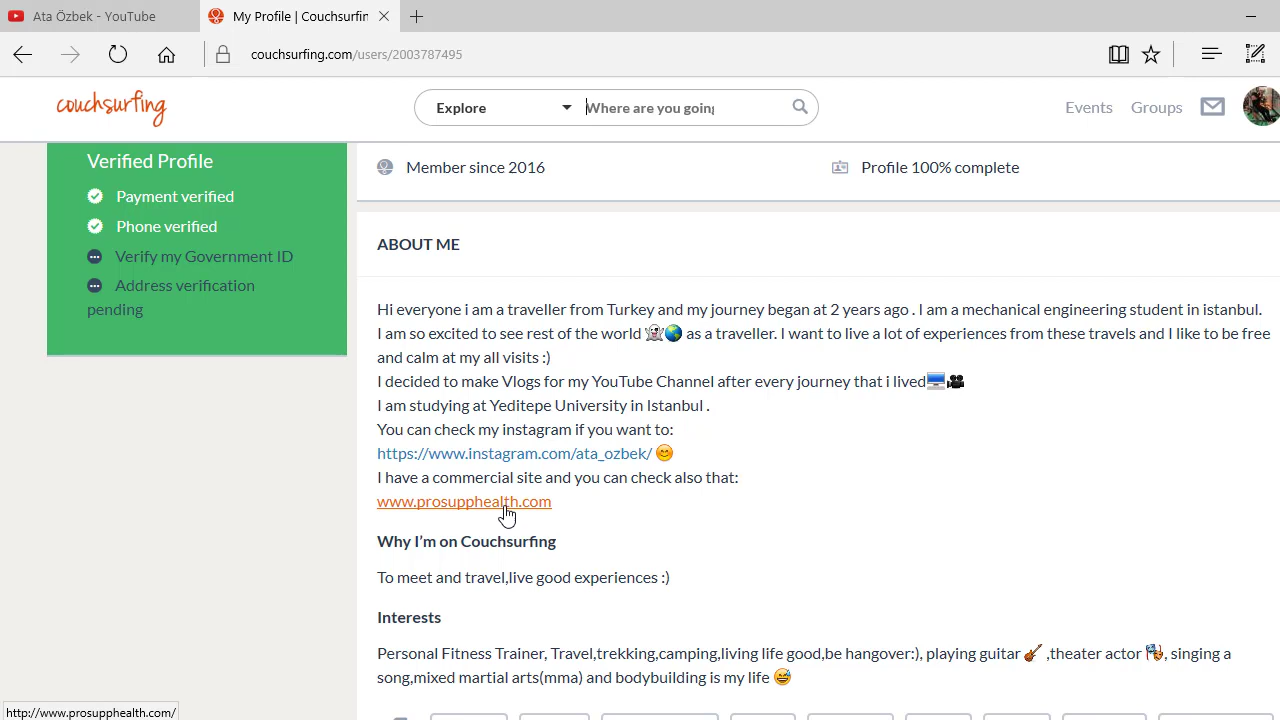 Ata Özbek - YouTube
My Profile | Couchsurfin
couchsurfing.com/users/2003787495
couchsurfing
Explore
Where are you going
Events
Groups
Verified Profile
Payment verified
Phone verified
Verify my Government ID
Address verification
pending
Member since 2016
Profile 100% complete
ABOUT ME
Hi everyone i am a traveller from Turkey and my journey began at 2 years ago . I am a mechanical engineering student in istanbul.
I am so excited to see rest of the world 👻🌎 as a traveller. I want to live a lot of experiences from these travels and I like to be free
and calm at my all visits :)
I decided to make Vlogs for my YouTube Channel after every journey that i lived🖥️🎥
I am studying at Yeditepe University in Istanbul .
You can check my instagram if you want to:
https://www.instagram.com/ata_ozbek/ 😊
I have a commercial site and you can check also that:
www.prosupphealth.com
Why I'm on Couchsurfing
To meet and travel,live good experiences :)
Interests
Personal Fitness Trainer, Travel,trekking,camping,living life good,be hangover:), playing guitar 🎸 ,theater actor 🎭, singing a
song,mixed martial arts(mma) and bodybuilding is my life 😅
http://www.prosupphealth.com/